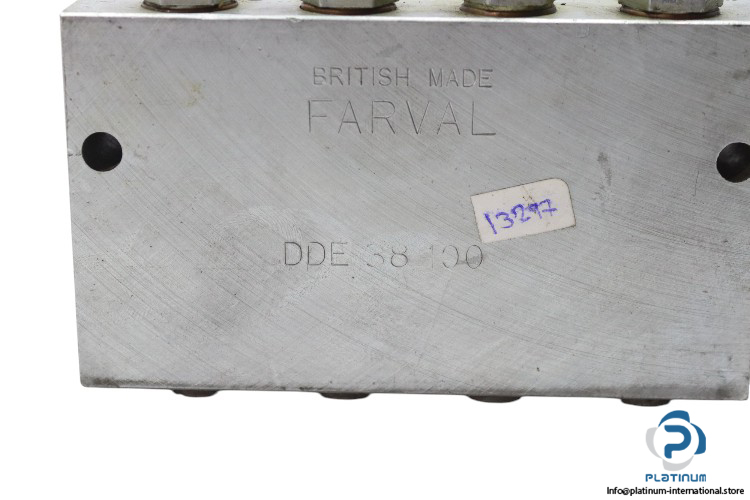 BRITISH MADE
FARVAL
13297
DDE 38 100
PLATINUM
Info@platinum-international.store